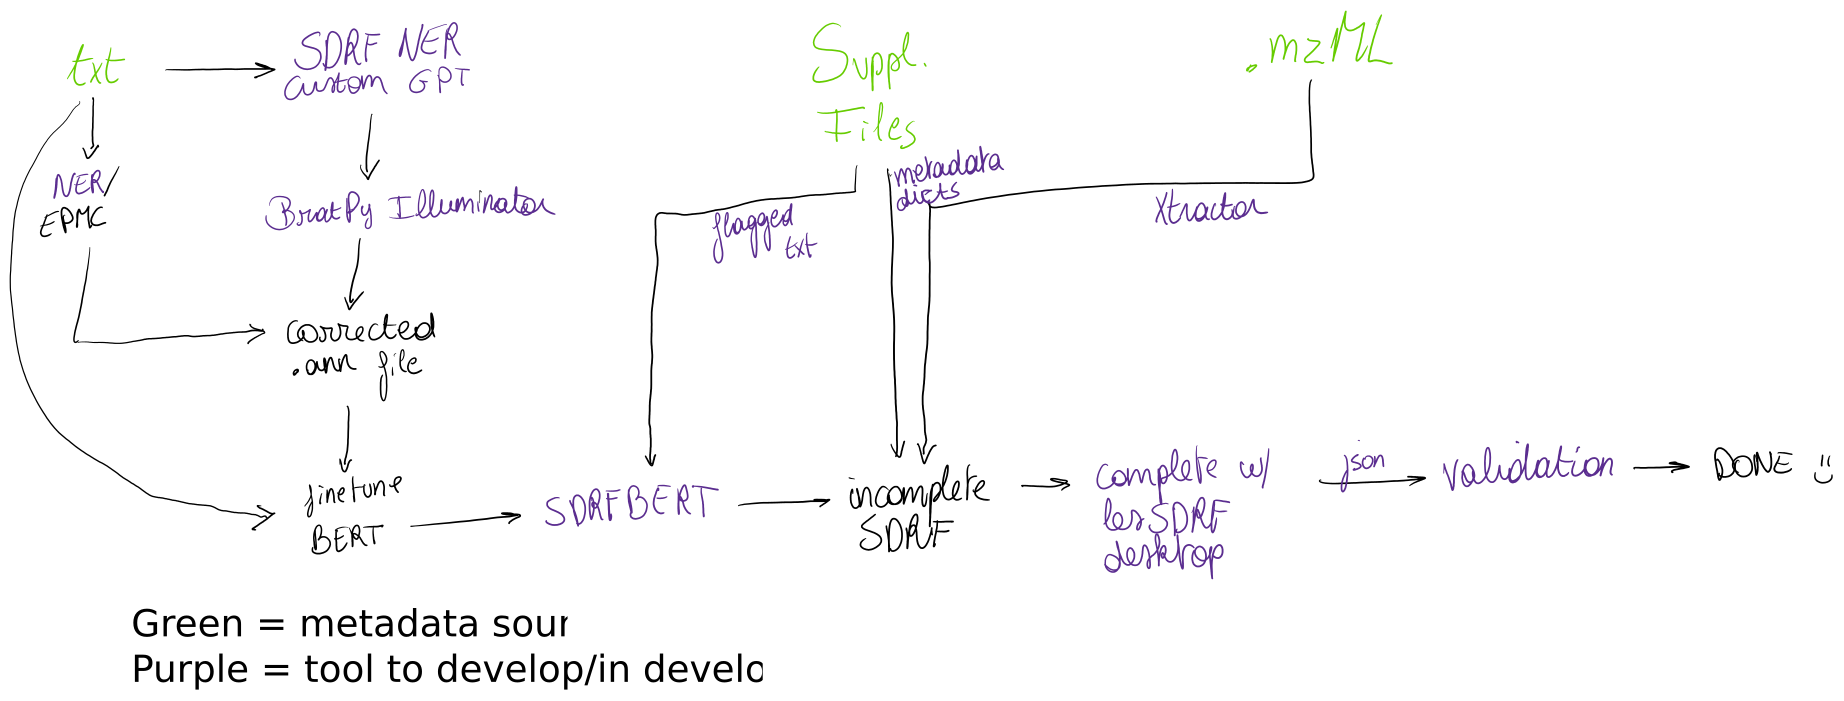 txt
SDRF NER
Custom GPT
Suppl.
Files
.mzML
NER/
EPMC
BratPy Illuminator
metadata
dicts
flagged
txt
Xtractor
corrected
.ann file
finetune
BERT
SDRFBERT
incomplete
SDRF
complete w/
lesSDRF
desktop
json
validation
DONE
Green = metadata sour
Purple = tool to develop/in develo